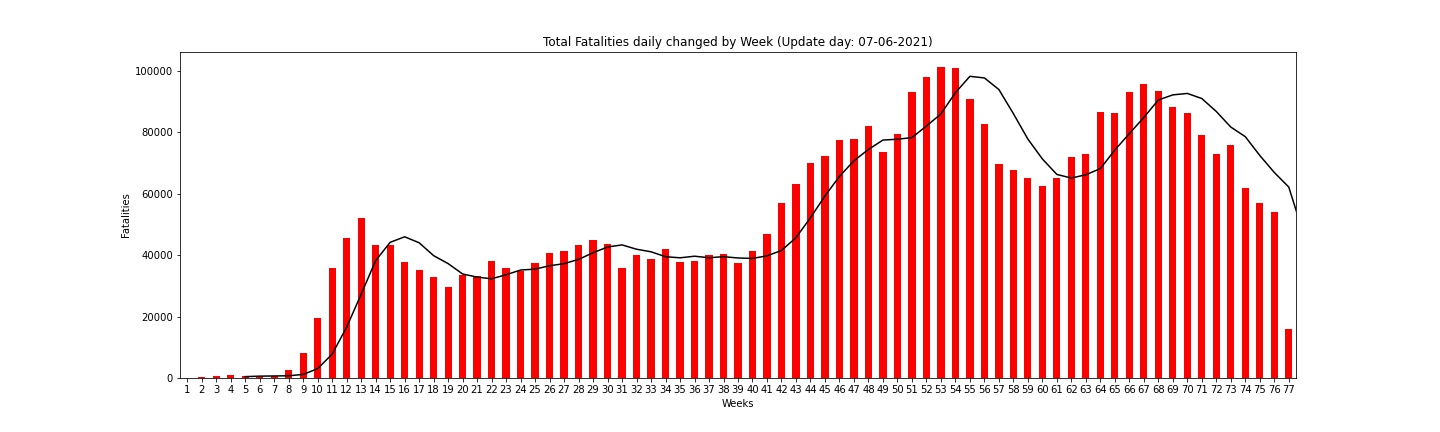 Total Fatalities daily changed by Week (Update day: 07-06-2021)
100000
80000
60000
40000
20000
0
Fatalities
1 2 3 4 5 6 7 8 9 10 11 12 13 14 15 16 17 18 19 20 21 22 23 24 25 26 27 28 29 30 31 32 33 34 35 36 37 38 39 40 41 42 43 44 45 46 47 48 49 50 51 52 53 54 55 56 57 58 59 60 61 62 63 64 65 66 67 68 69 70 71 72 73 74 75 76 77
Weeks